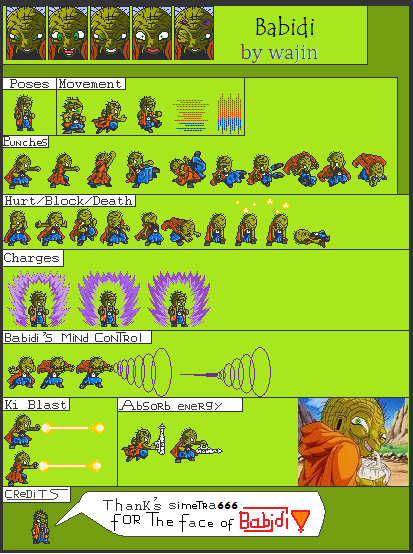 Babidi
by wajin
Poses Movement
Punches
Hurt/Block/Death
Charges
Babidi's Mind Control
Ki Blast
Absorb energy
Credits
Thank's simetra666
for The face of Babidi